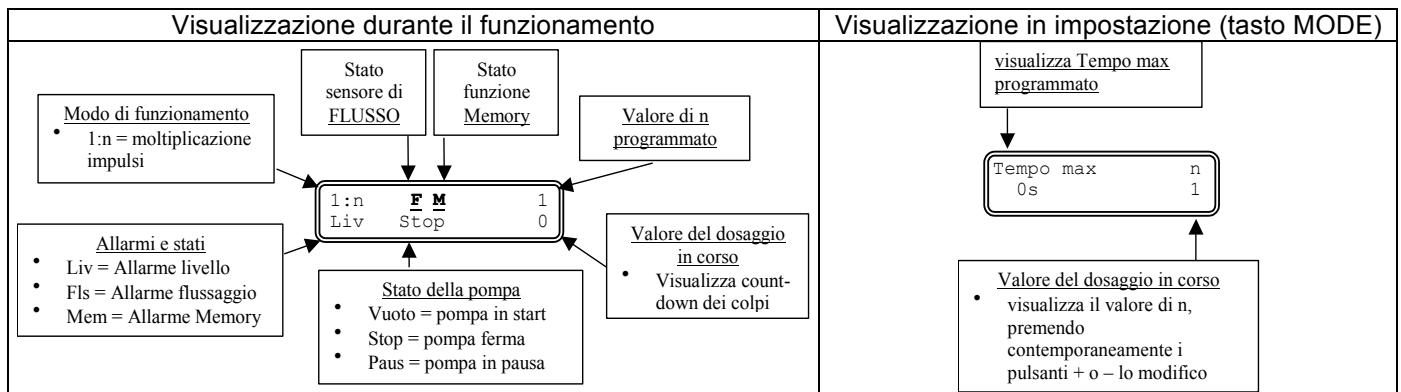 Visualizzazione durante il funzionamento
Visualizzazione in impostazione (tasto MODE)
Stato
sensore di
FLUSSO
Stato
funzione
Memory
Modo di funzionamento
• 1:n = moltiplicazione
impulsi
Valore di n
programmato
1:n F M 1
Liv Stop 0
Allarmi e stati
• Liv = Allarme livello
• Fls = Allarme flussaggio
• Mem = Allarme Memory
Stato della pompa
• Vuoto = pompa in start
• Stop = pompa ferma
• Paus = pompa in pausa
Valore del dosaggio
in corso
• Visualizza count-
down dei colpi
visualizza Tempo max
programmato
Tempo max n
0s 1
Valore del dosaggio in corso
• visualizza il valore di n,
premendo
contemporaneamente i
pulsanti + o – lo modifico